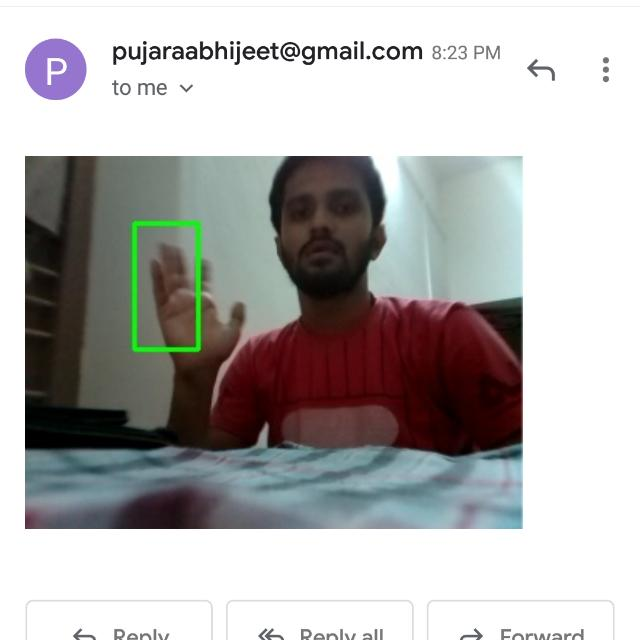 P
pujaraabhijeet@gmail.com 8:23 PM
to me
Reply
Reply all
Forward